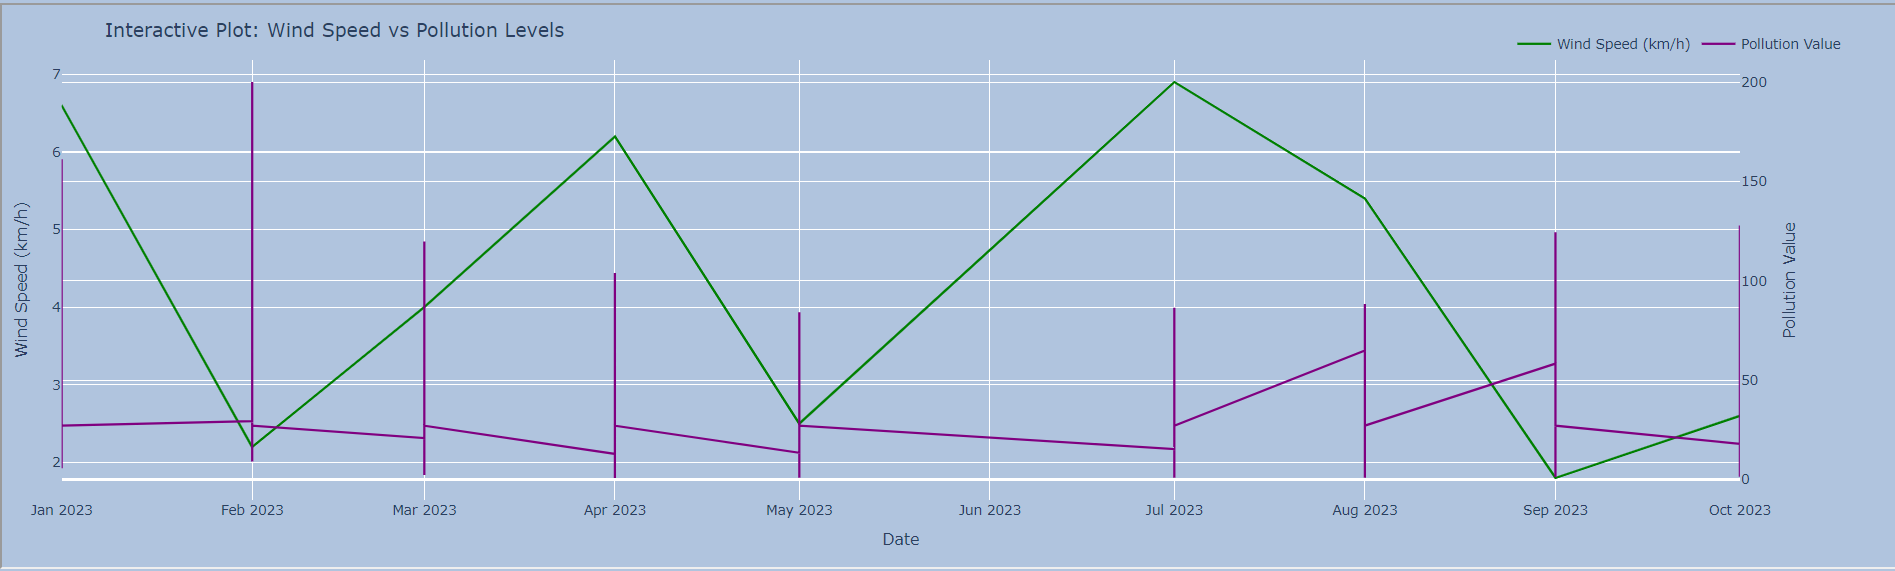 Interactive Plot: Wind Speed vs Pollution Levels
Wind Speed (km/h)
Pollution Value
7
6
5
4
3
2
Wind Speed (km/h)
200
150
100
50
0
Pollution Value
Jan 2023
Feb 2023
Mar 2023
Apr 2023
May 2023
Jun 2023
Jul 2023
Aug 2023
Sep 2023
Oct 2023
Date